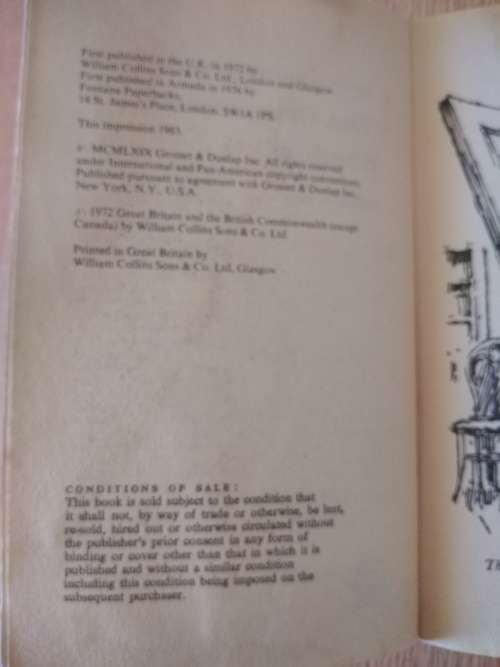 First published in the U.K. in 1972 by
William Collins Sons & Co. Ltd., London and Glasgow
First published in Armada in 1976 by
Fontana Paperbacks,
14 St. James's Place, London, SW1A 1PS.
This impression 1983.
© MCMLXIX Grosset & Dunlap Inc. All rights reserved
under International and Pan-American copyright conventions.
Published pursuant to agreement with Grosset & Dunlap Inc.,
New York, N.Y., U.S.A.
© 1972 Great Britain and the British Commonwealth (except
Canada) by William Collins Sons & Co. Ltd.
Printed in Great Britain by
William Collins Sons & Co. Ltd, Glasgow
CONDITIONS OF SALE:
This book is sold subject to the condition that
it shall not, by way of trade or otherwise, be lent,
re-sold, hired out or otherwise circulated without
the publisher's prior consent in any form of
binding or cover other than that in which it is
published and without a similar condition
including this condition being imposed on the
subsequent purchaser.